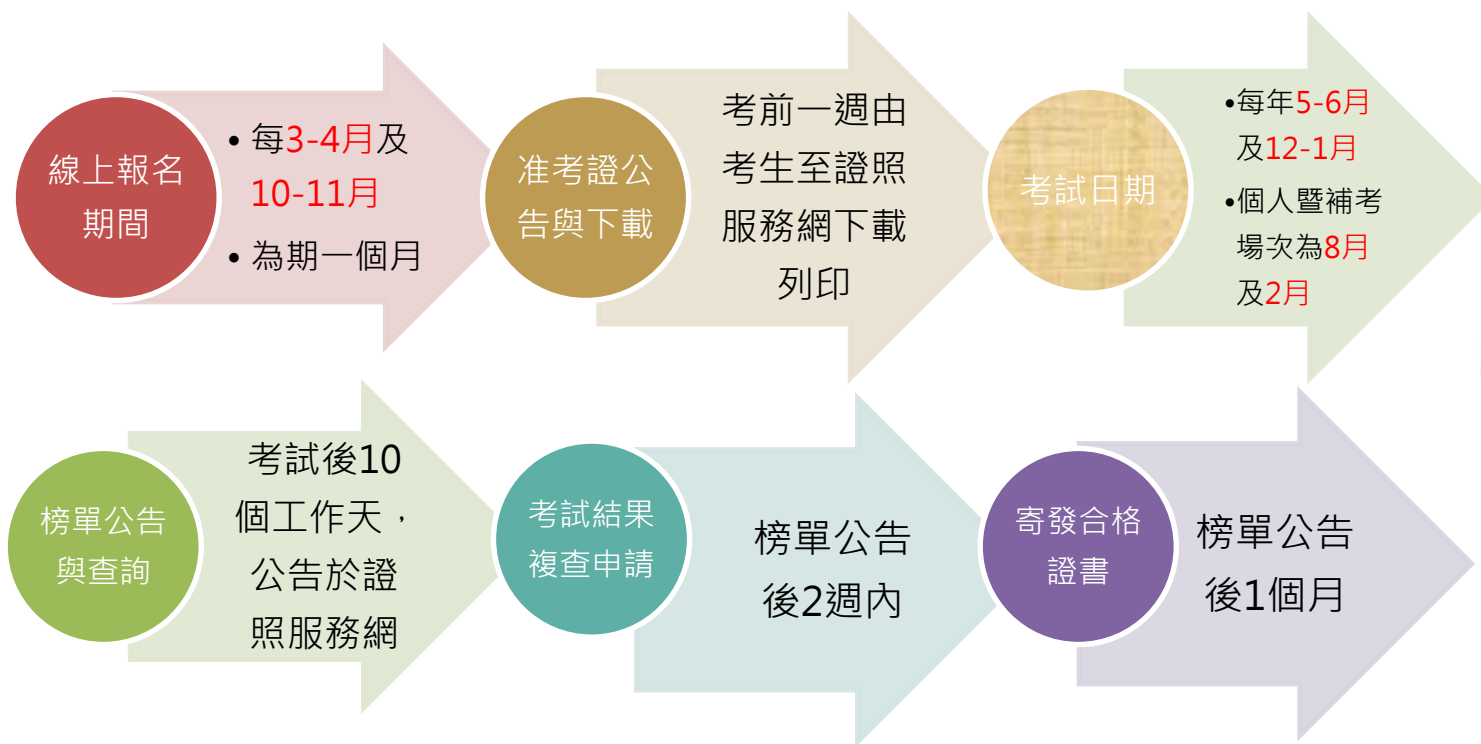 線上報名
期間
• 每3-4月及
10-11月
• 為期一個月
准考證公
告與下載
考前一週由
考生至證照
服務網下載
列印
考試日期
•每年5-6月
及12-1月
•個人暨補考
場次為8月
及2月
榜單公告
與查詢
考試後10
個工作天，
公告於證
照服務網
考試結果
複查申請
榜單公告
後2週內
寄發合格
證書
榜單公告
後1個月